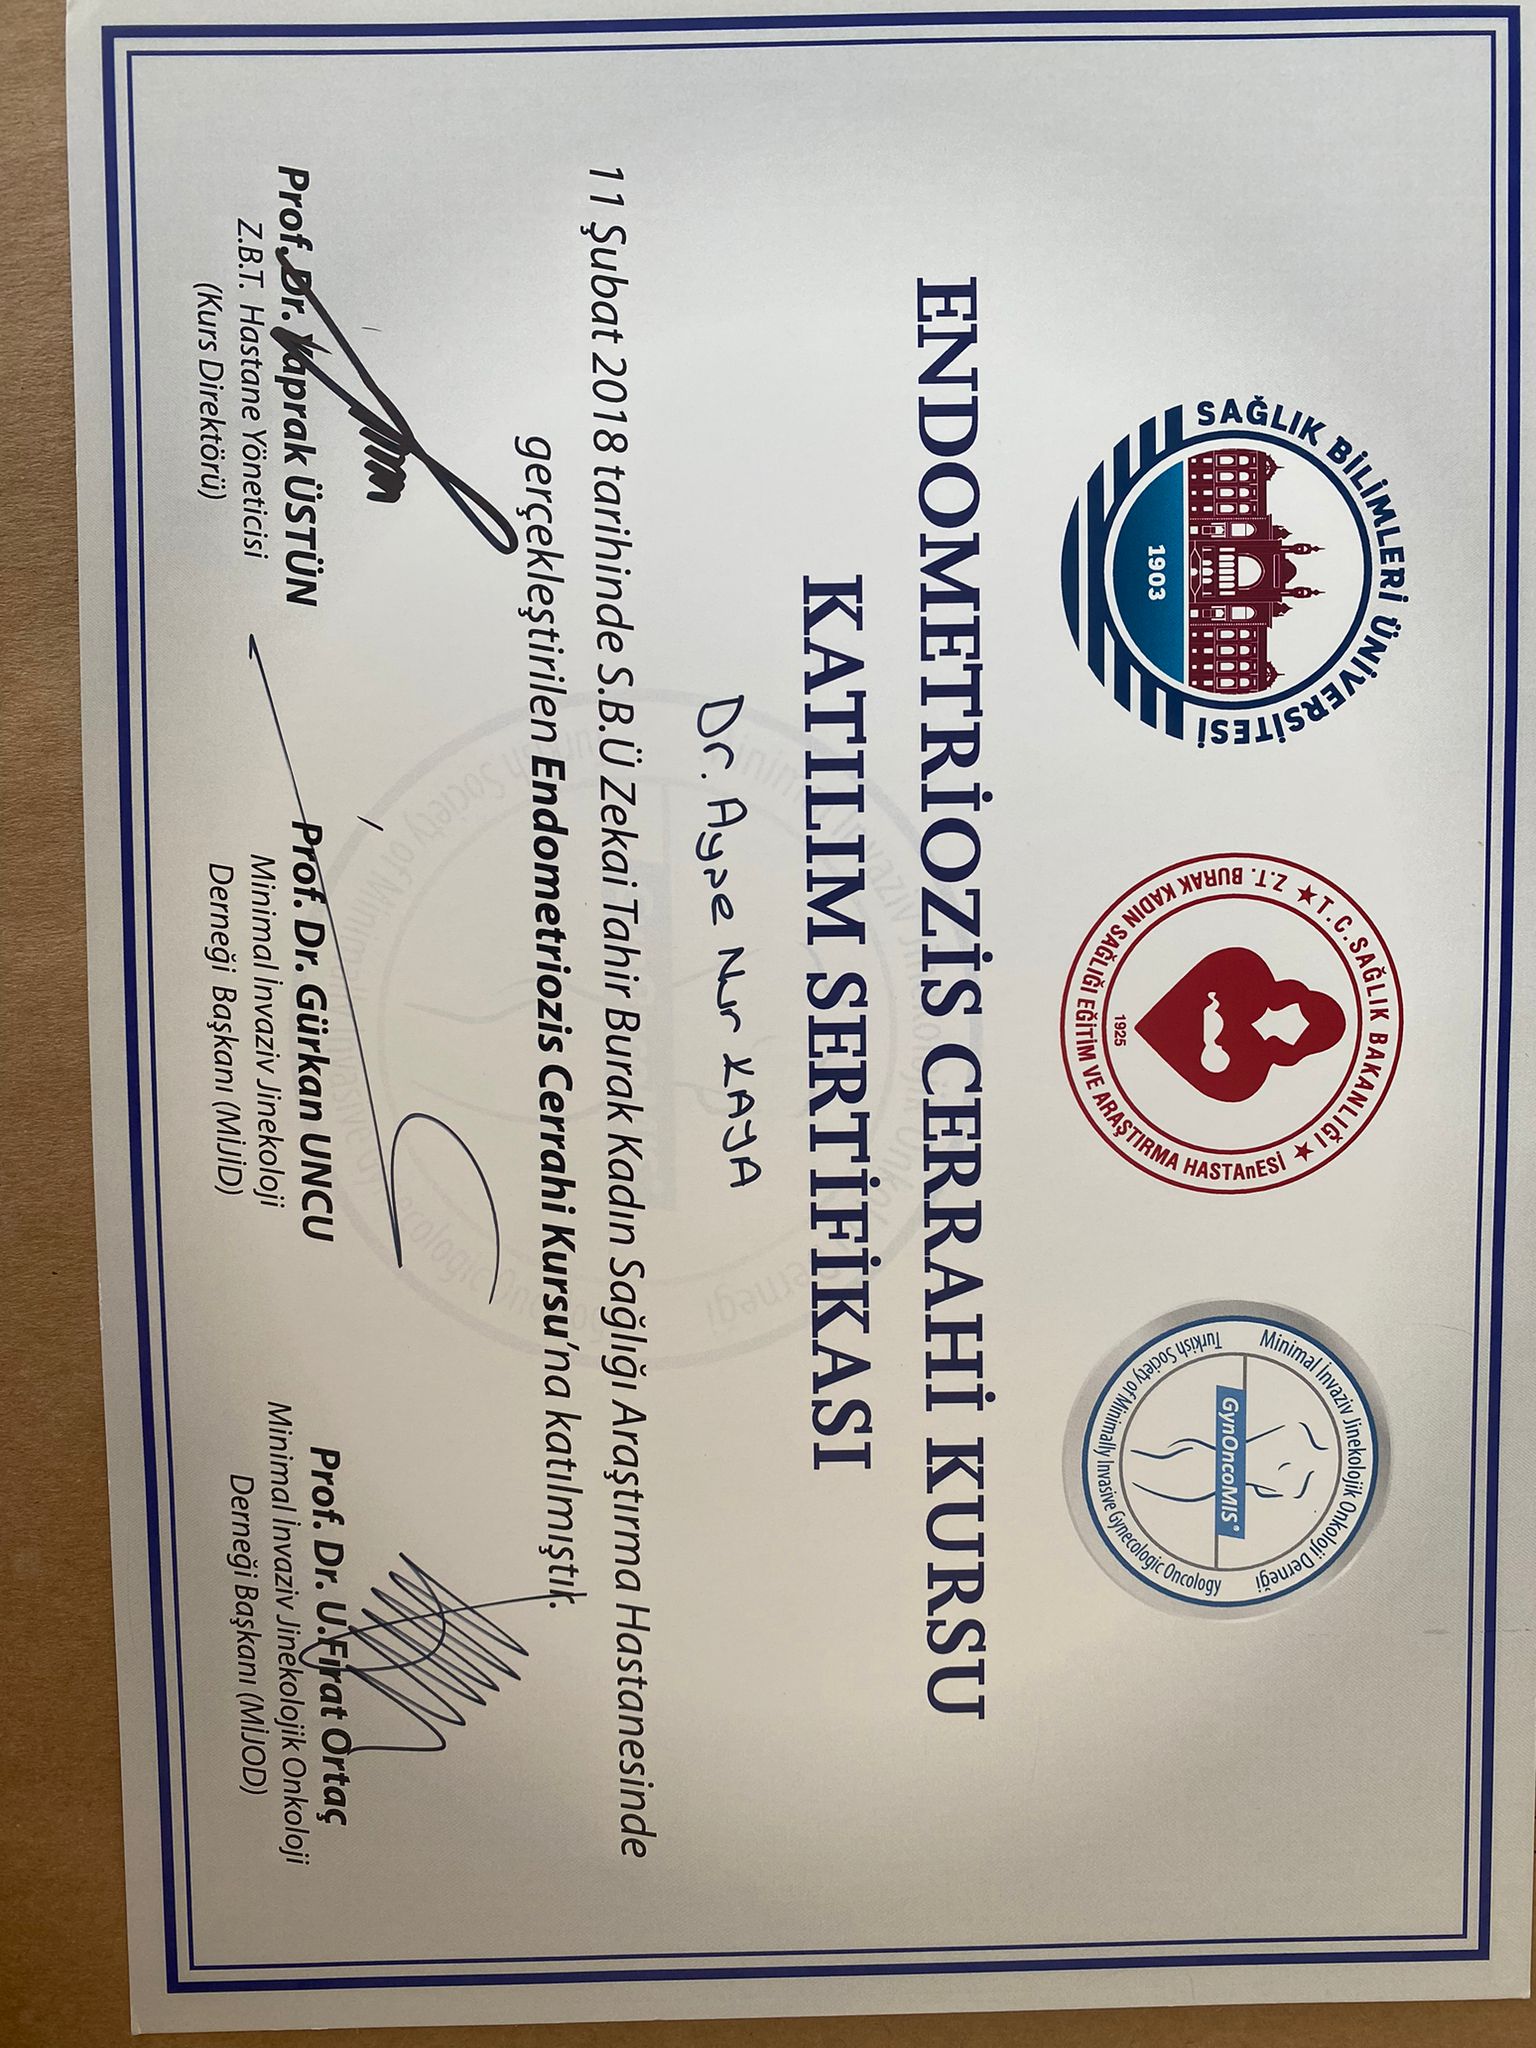 SAĞLIK BİLİMLERİ ÜNİVERSİTESİ
1903
T.C. SAĞLIK BAKANLIĞI
Z.T. BURAK KADIN SAĞLIĞI EĞİTİM VE ARAŞTIRMA HASTAnESİ
1925
Minimal İnvaziv Jinekolojik Onkoloji Derneği
GynOncoMIS®
Turkish Society of Minimally Invasive Gynecologic Oncology
ENDOMETRİOZİS CERRAHİ KURSU
KATILIM SERTİFİKASI
Dr. Ayşe Nur KAYA
11 Şubat 2018 tarihinde S.B.Ü Zekai Tahir Burak Kadın Sağlığı Araştırma Hastanesinde
gerçekleştirilen Endometriozis Cerrahi Kursu'na katılmıştır.
Prof. Dr. Yaprak ÜSTÜN
Z.B.T. Hastane Yöneticisi
(Kurs Direktörü)
Prof. Dr. Gürkan UNCU
Minimal İnvaziv Jinekoloji
Derneği Başkanı (MİJİD)
Prof. Dr. U.Fırat Ortaç
Minimal İnvaziv Jinekolojik Onkoloji
Derneği Başkanı (MİJOD)